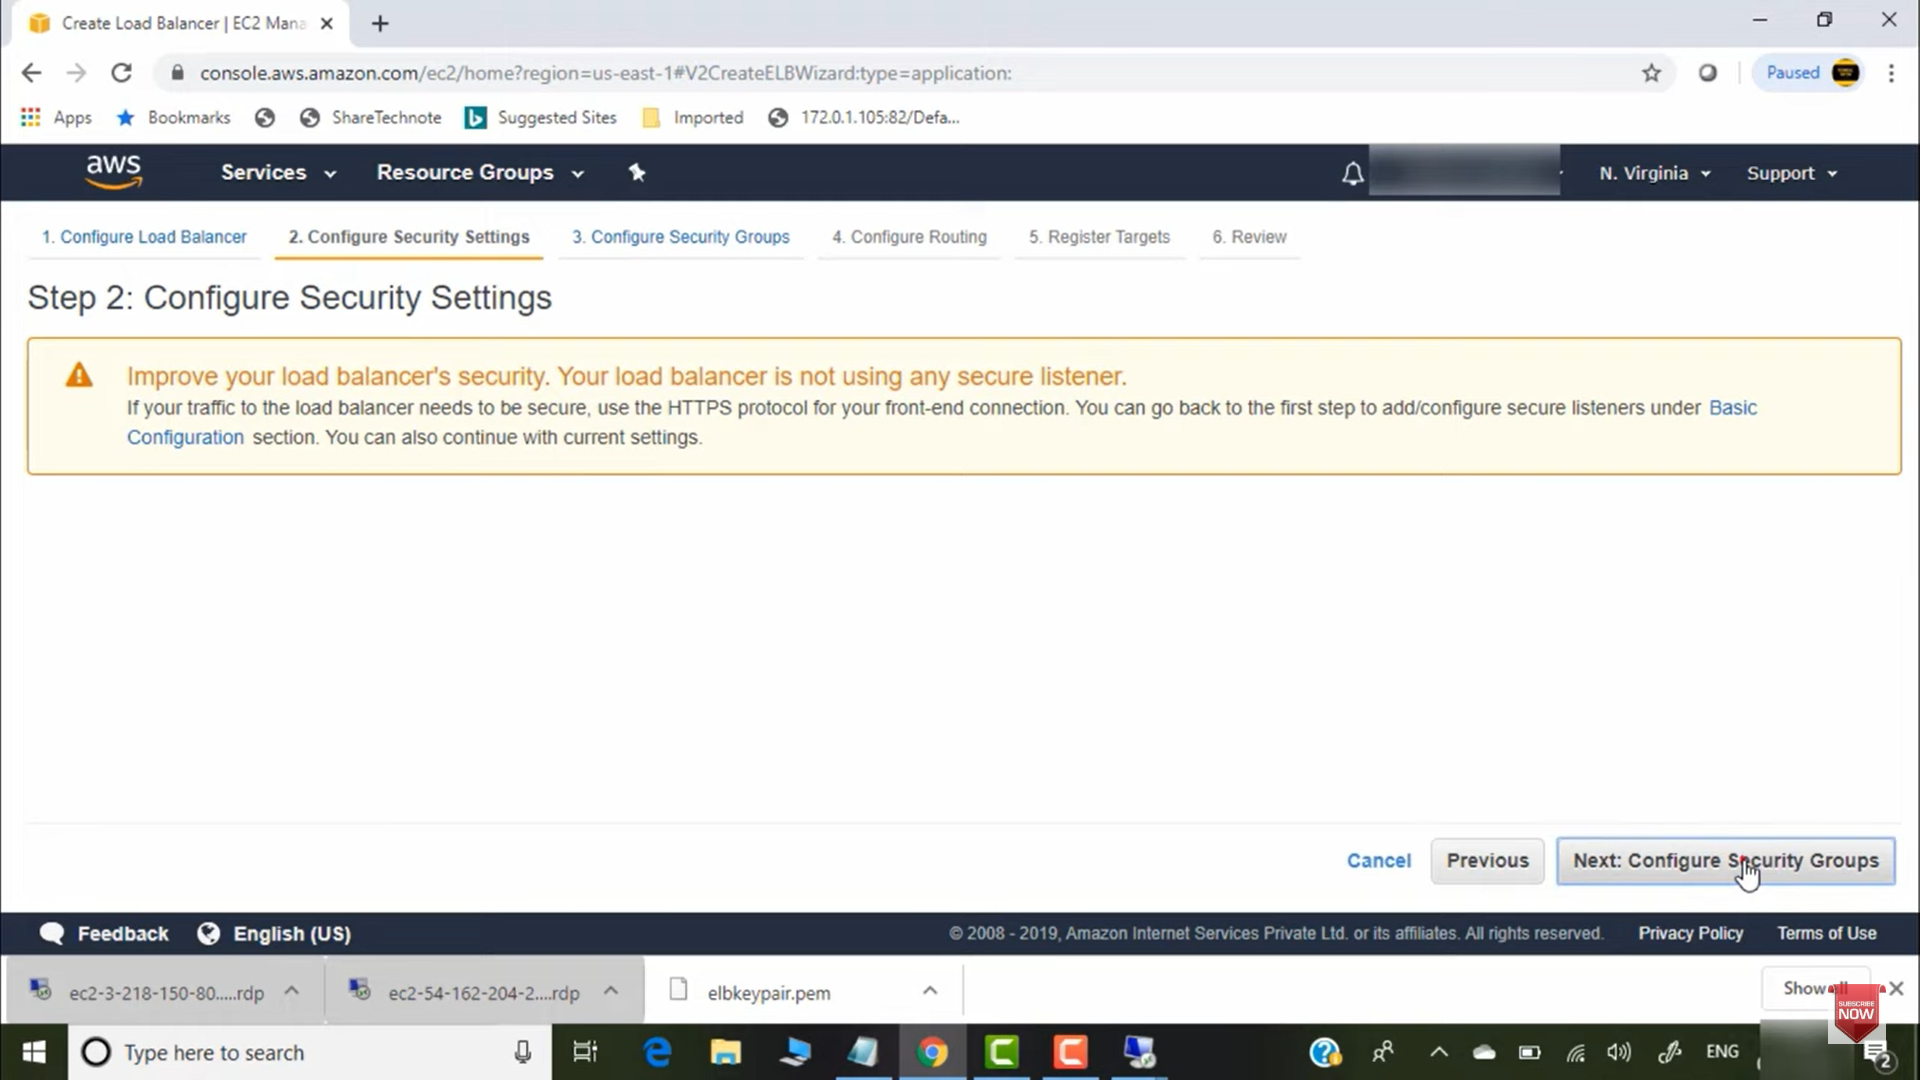 Create Load Balancer | EC2 Mana
console.aws.amazon.com/ec2/home?region=us-east-1#V2CreateELBWizard:type=application:
Paused
Apps
Bookmarks
ShareTechnote
Suggested Sites
Imported
172.0.1.105:82/Defa...
aws
Services
Resource Groups
N. Virginia
Support
1. Configure Load Balancer
2. Configure Security Settings
3. Configure Security Groups
4. Configure Routing
5. Register Targets
6. Review
Step 2: Configure Security Settings
Improve your load balancer's security. Your load balancer is not using any secure listener.
If your traffic to the load balancer needs to be secure, use the HTTPS protocol for your front-end connection. You can go back to the first step to add/configure secure listeners under Basic
Configuration section. You can also continue with current settings.
Cancel
Previous
Next: Configure Security Groups
Feedback
English (US)
© 2008 - 2019, Amazon Internet Services Private Ltd. or its affiliates. All rights reserved.
Privacy Policy
Terms of Use
ec2-3-218-150-80.....rdp
ec2-54-162-204-2....rdp
elbkeypair.pem
Show all
SUBSCRIBE
NOW
Type here to search
ENG
2